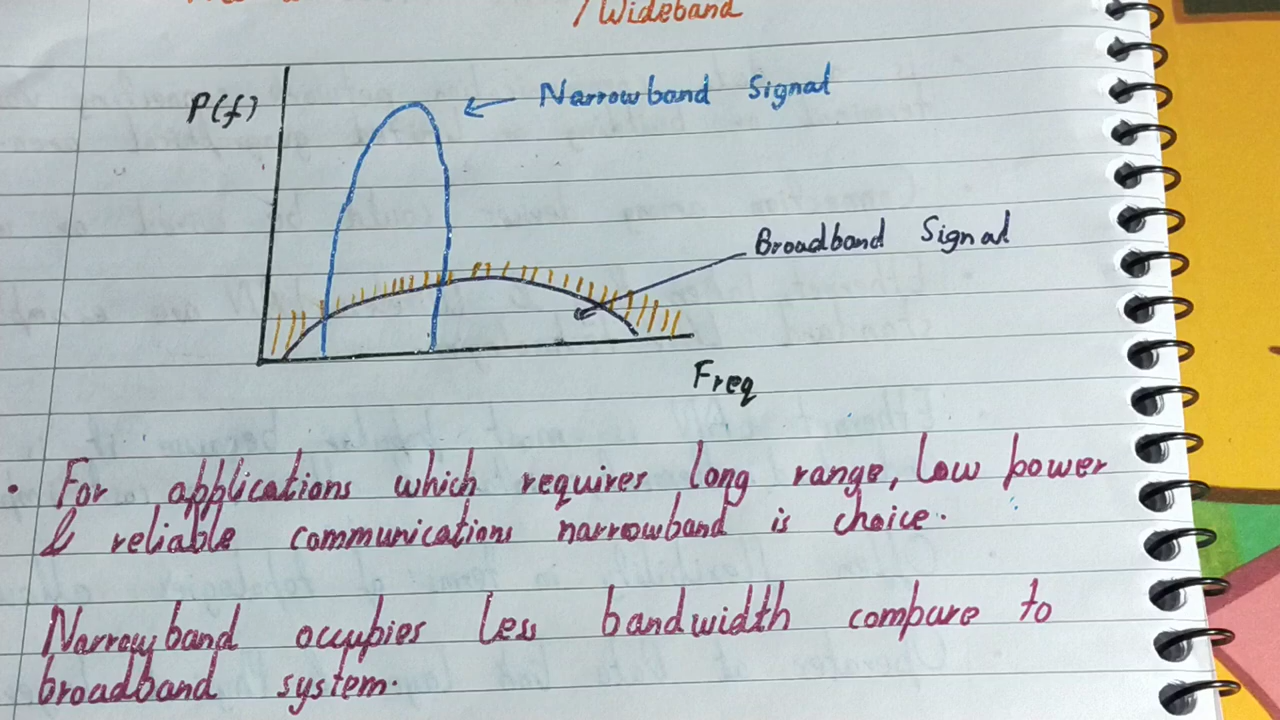 /Wideband
P(f)
Narrowband Signal
Broadband Signal
Freq
· For applications which requires long range, low power
& reliable communications narrowband is choice.
Narrowband occupies less bandwidth compare to
broadband system.